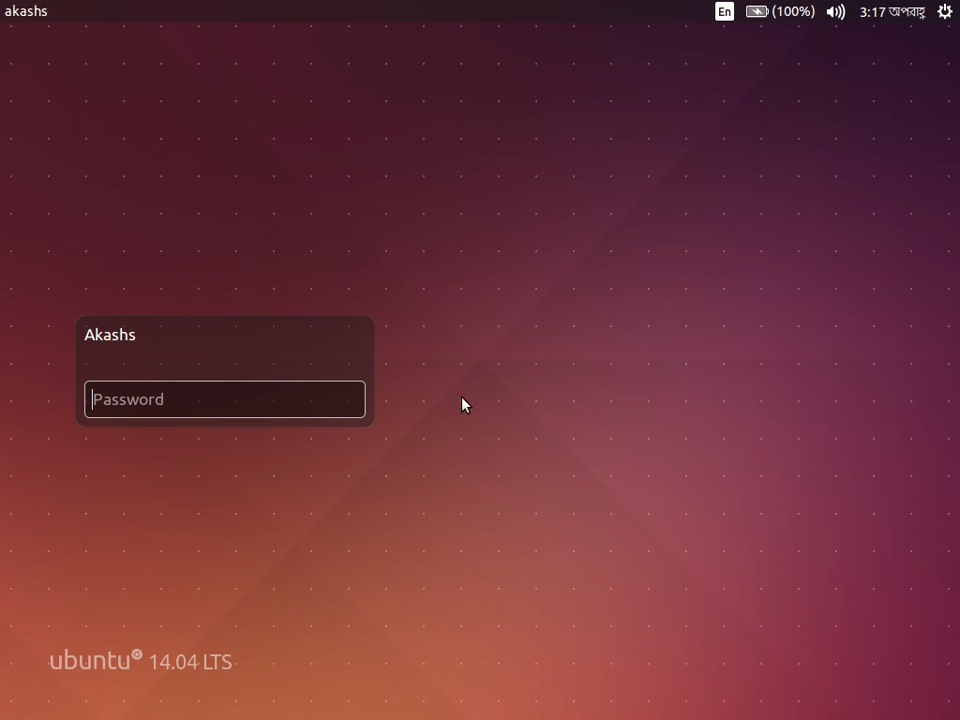 akashs
En (100%) 3:17 অপরাহ্ণ
Akashs
Password
ubuntu 14.04 LTS